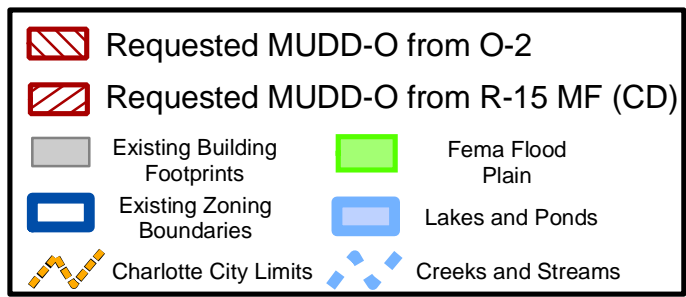 Requested MUDD-O from O-2
Requested MUDD-O from R-15 MF (CD)
Existing Building
Footprints
Fema Flood
Plain
Existing Zoning
Boundaries
Lakes and Ponds
Charlotte City Limits
Creeks and Streams